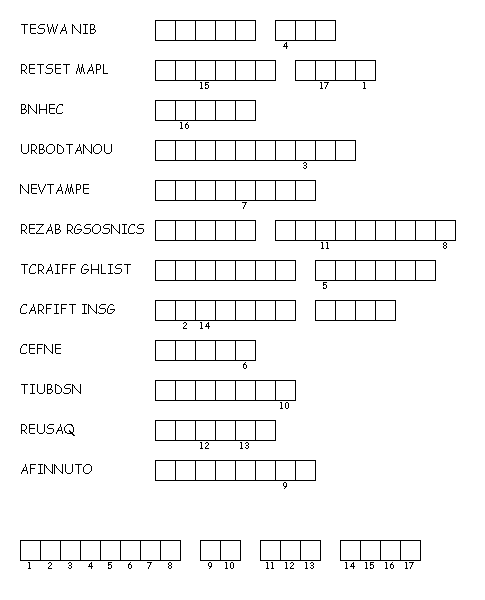 TESWA NIB
4
RETSET MAPL
15 17 1
BNHEC
16
URBODTANOU
3
NEVTAMPE
7
REZAB RGSOSNICS
11 8
TCRAIFF GHLIST
5
CARFIFT INSG
2 14
CEFNE
6
TIUBDSN
10
REUSAQ
12 13
AFINNUTO
9
1 2 3 4 5 6 7 8 9 10 11 12 13 14 15 16 17